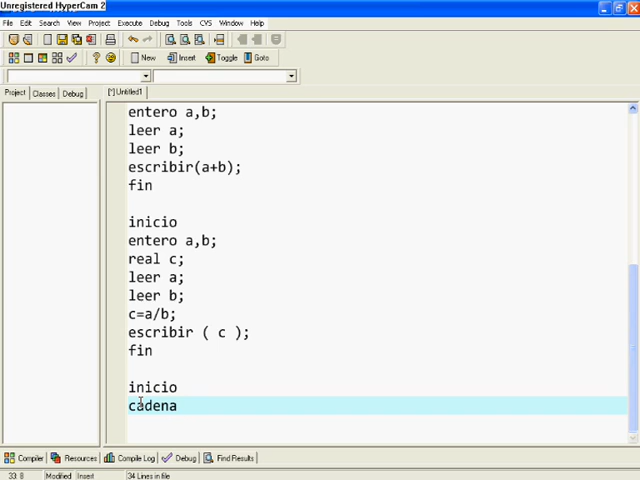 Unregistered HyperCam 2
File Edit Search View Project Execute Debug Tools CVS Window Help
New Insert Toggle Goto
Project Classes Debug [*] Untitled1
entero a,b;
leer a;
leer b;
escribir(a+b);
fin
inicio
entero a,b;
real c;
leer a;
leer b;
c=a/b;
escribir ( c );
fin
inicio
cadena
Compiler Resources Compile Log Debug Find Results
33: 8 Modified Insert 34 Lines in file